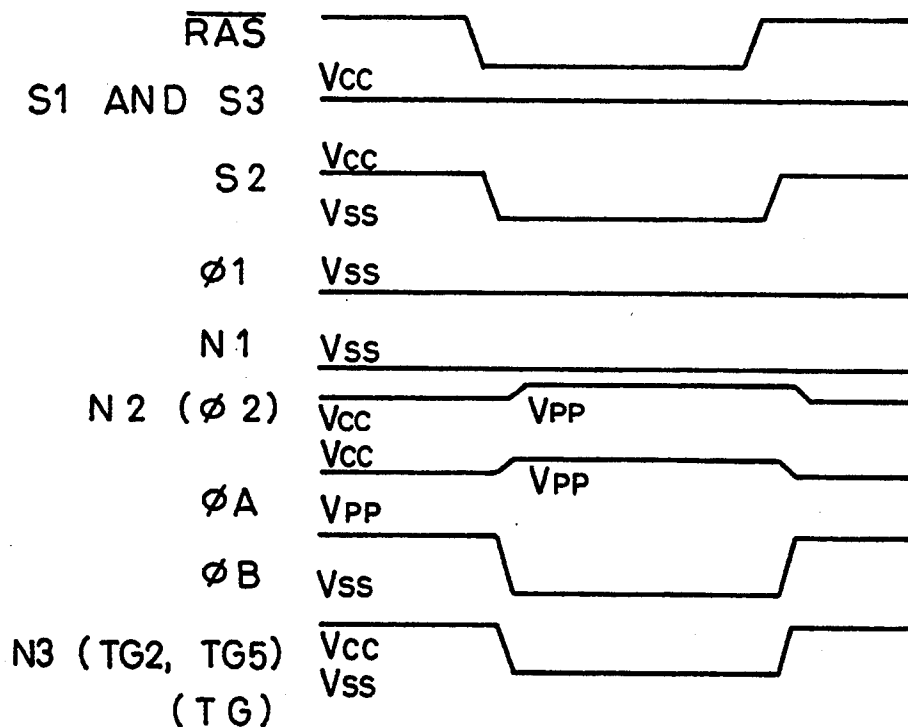 RAS
VCC
S1 AND S3
VCC
S2
VSS
ø1 VSS
N1 VSS
N2 (ø2) VCC VPP
VCC
VPP
øA VPP
øB VSS
N3 (TG2, TG5) VCC
VSS
(TG)